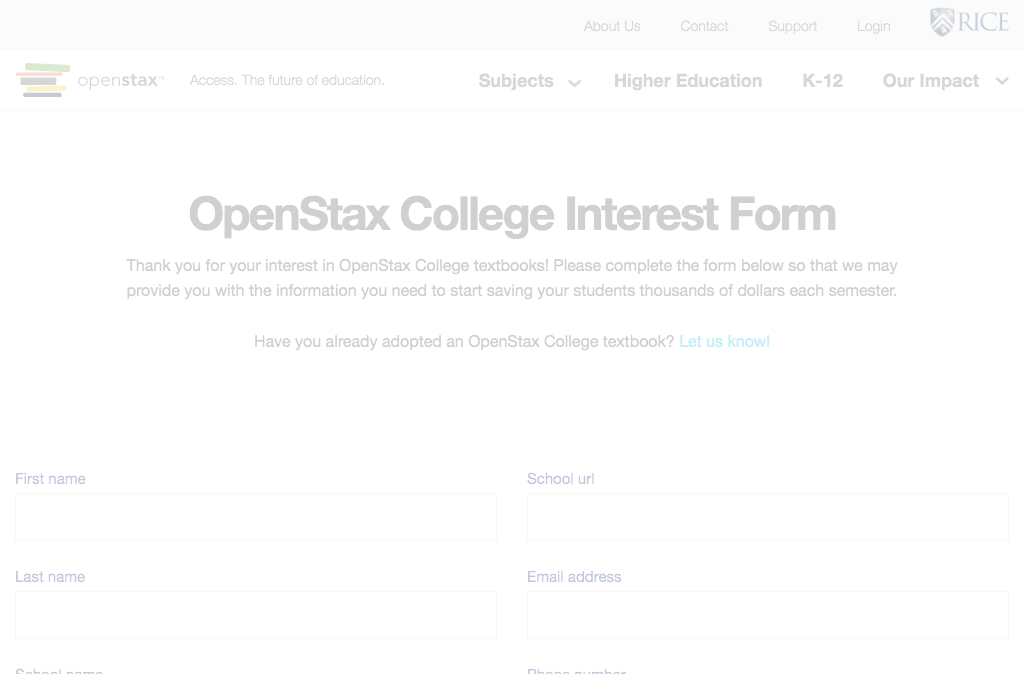 About Us Contact Support Login RICE
openstax™ Access. The future of education. Subjects Higher Education K-12 Our Impact
OpenStax College Interest Form
Thank you for your interest in OpenStax College textbooks! Please complete the form below so that we may
provide you with the information you need to start saving your students thousands of dollars each semester.
Have you already adopted an OpenStax College textbook? Let us know!
First name School url
Last name Email address
School name Phone number